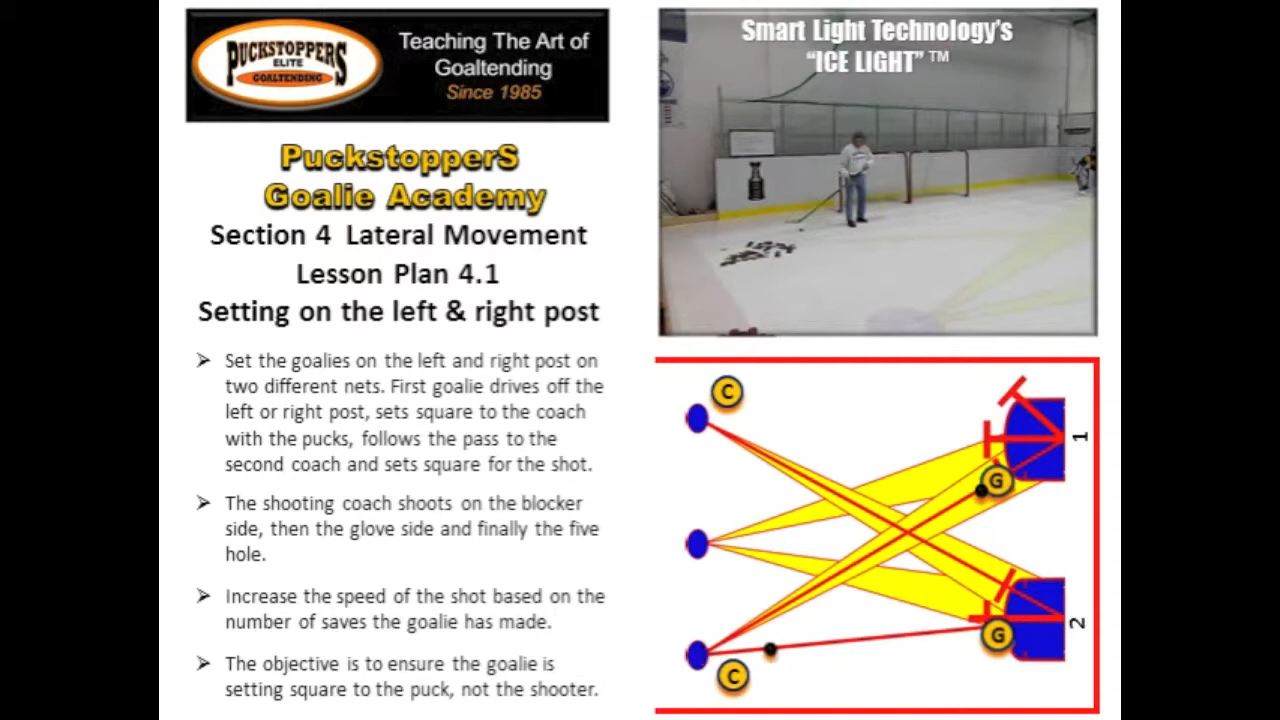 PUCKSTOPPERS
ELITE
GOALTENDING
Teaching The Art of
Goaltending
Since 1985
PuckstopperS
Goalie Academy
Section 4 Lateral Movement
Lesson Plan 4.1
Setting on the left & right post
➢ Set the goalies on the left and right post on
two different nets. First goalie drives off the
left or right post, sets square to the coach
with the pucks, follows the pass to the
second coach and sets square for the shot.
➢ The shooting coach shoots on the blocker
side, then the glove side and finally the five
hole.
➢ Increase the speed of the shot based on the
number of saves the goalie has made.
➢ The objective is to ensure the goalie is
setting square to the puck, not the shooter.
Smart Light Technology's
“ICE LIGHT” ™
C
1
G
2
G
C